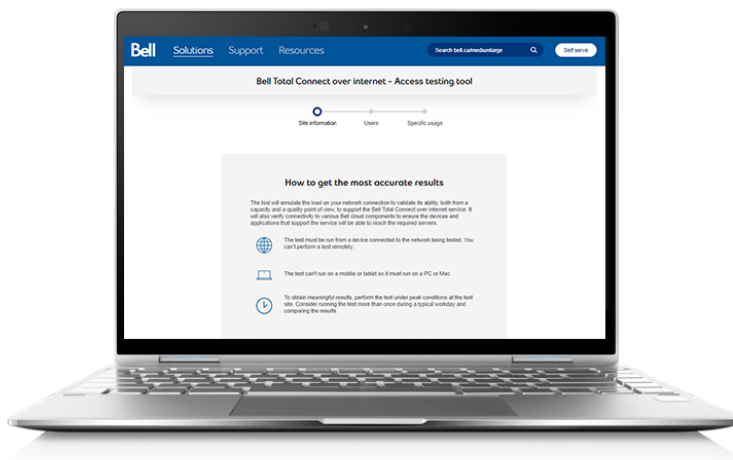 Bell Solutions Support Resources Search bell.ca/mediumlarge Self serve
Bell Total Connect over internet - Access testing tool
Site information Users Specific usage
How to get the most accurate results
The tool will simulate the load on your network connection to validate its ability, both from a
capacity and a quality point of view, to support the Bell Total Connect over internet service. It
will also verify connectivity to various Bell cloud components to ensure the devices and
applications that support the service will be able to reach the required servers.
The test must be run from a device connected to the network being tested. You
can't perform a test remotely.
The test can't run on a mobile or tablet so it must run on a PC or Mac.
To obtain meaningful results, perform the test under peak conditions at the test
site. Consider running the test more than once during a typical workday and
comparing the results.